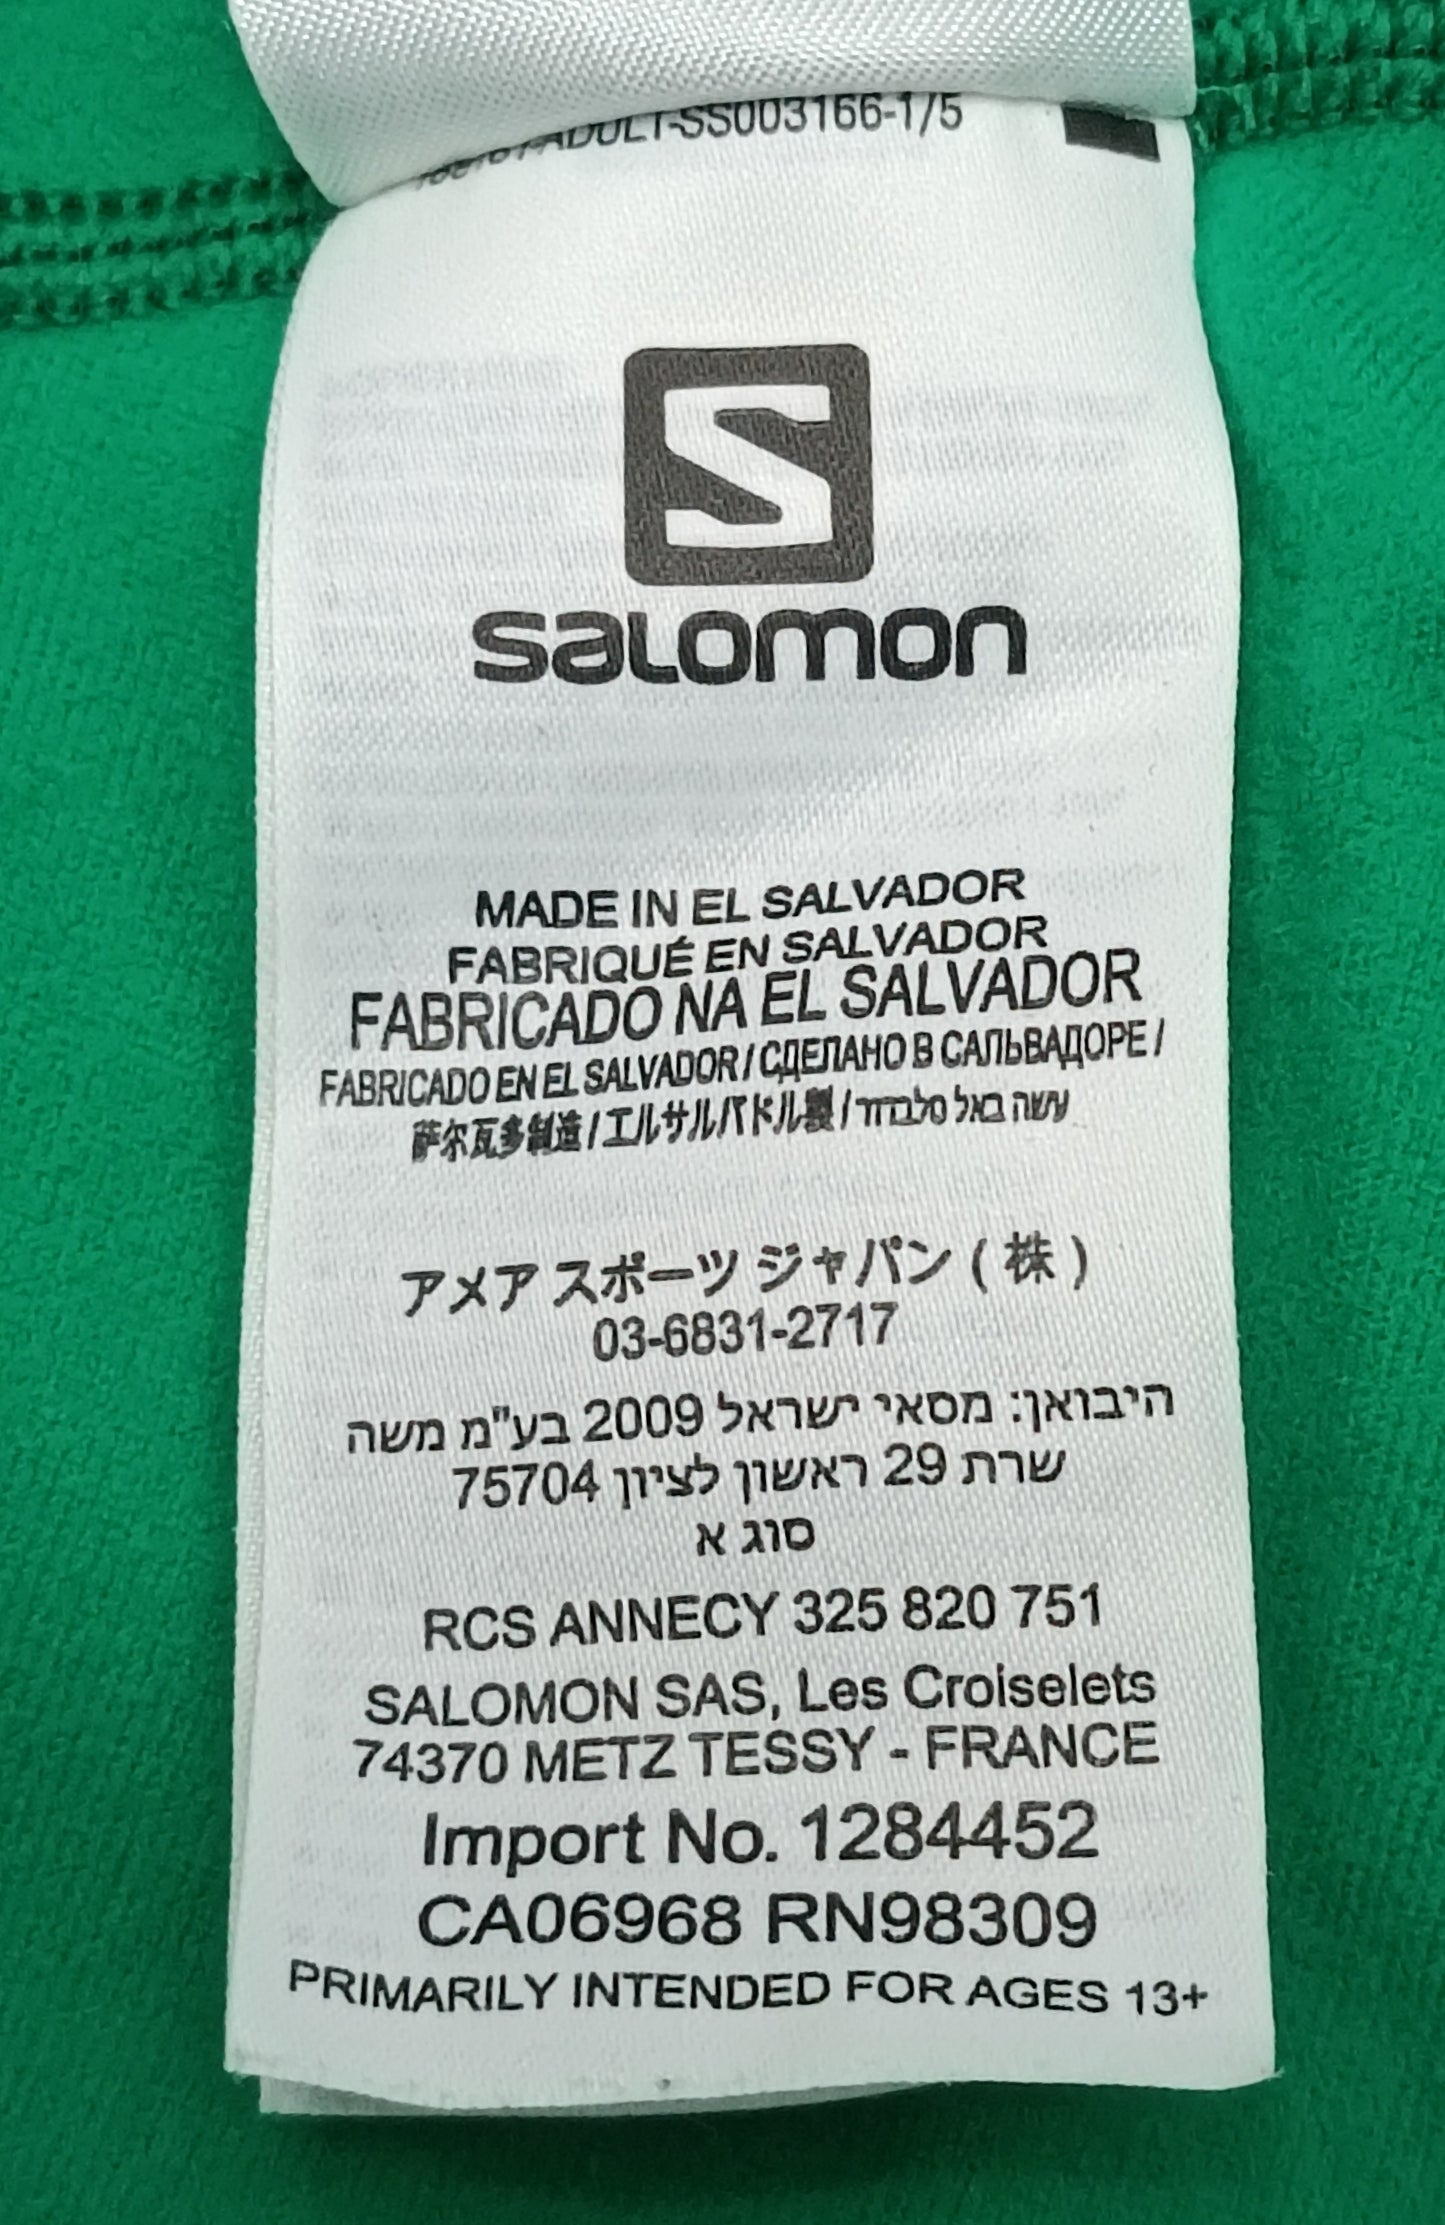 ADULT-SS003166-1/5
S
SALOMON
MADE IN EL SALVADOR
FABRIQUÉ EN SALVADOR
FABRICADO NA EL SALVADOR
FABRICADO EN EL SALVADOR / СДЕЛАНО В САЛЬВАДОРЕ /
萨尔瓦多制造 / エルサルバドル製 / עשה באל סלבדור
アメア スポーツ ジャパン ( 株 )
03-6831-2717
היבואן: מסאי ישראל 2009 בע"מ משה
שרת 29 ראשון לציון 75704
סוג א
RCS ANNECY 325 820 751
SALOMON SAS, Les Croiselets
74370 METZ TESSY - FRANCE
Import No. 1284452
CA06968 RN98309
PRIMARILY INTENDED FOR AGES 13+